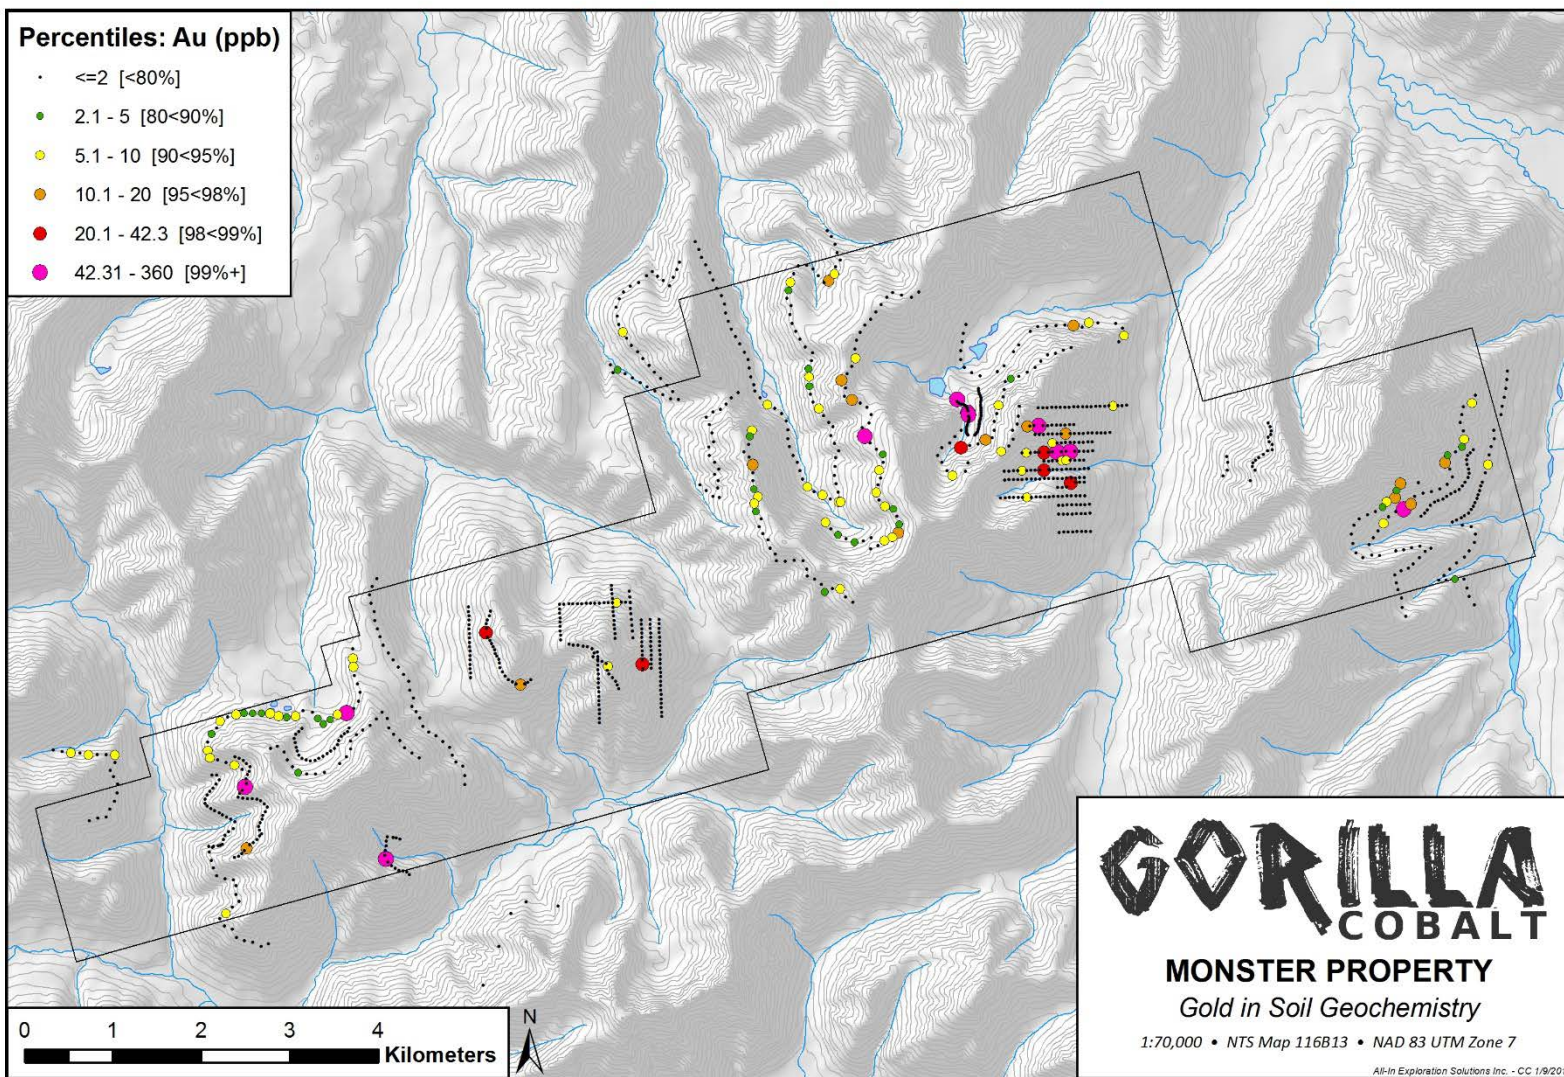 Percentiles: Au (ppb)
<=2 [<80%]
2.1 - 5 [80<90%]
5.1 - 10 [90<95%]
10.1 - 20 [95<98%]
20.1 - 42.3 [98<99%]
42.31 - 360 [99%+]
0 1 2 3 4
Kilometers
N
GORILLA
COBALT
MONSTER PROPERTY
Gold in Soil Geochemistry
1:70,000 • NTS Map 116B13 • NAD 83 UTM Zone 7
All-In Exploration Solutions Inc. - CC 1/9/201